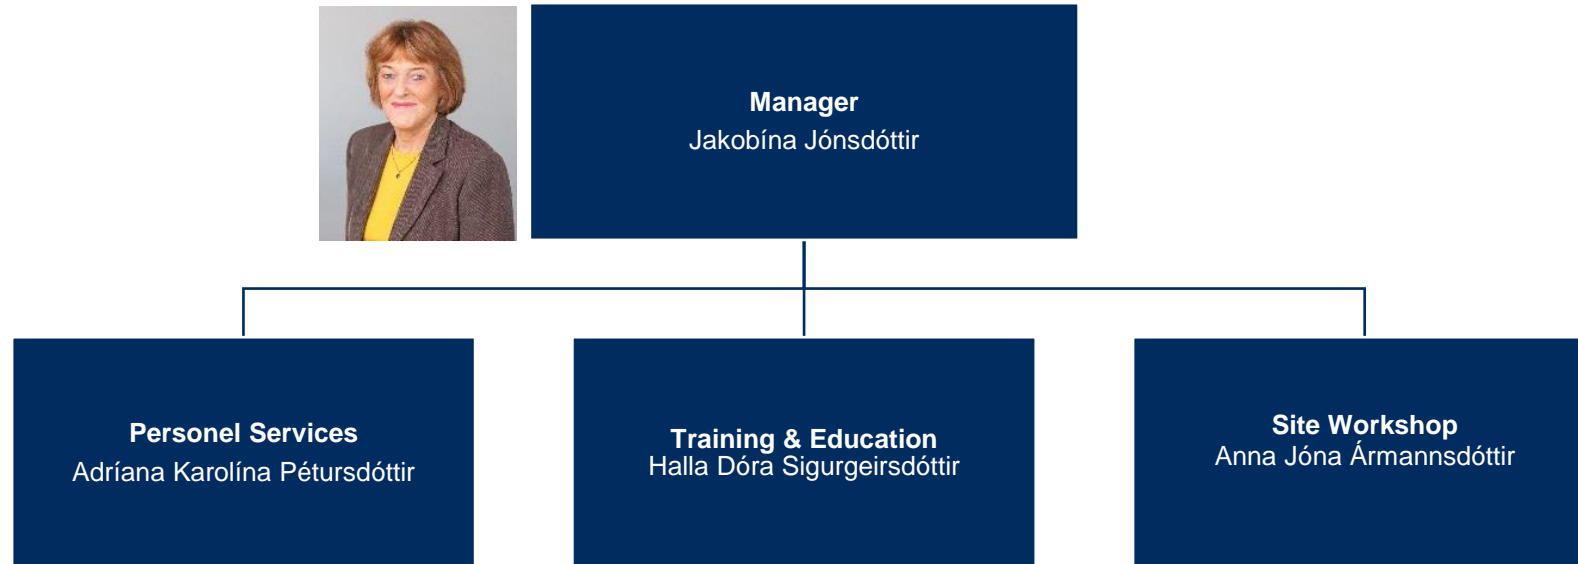 Manager
Jakobína Jónsdóttir
Personel Services
Adríana Karolína Pétursdóttir
Training & Education
Halla Dóra Sigurgeirsdóttir
Site Workshop
Anna Jóna Ármannsdóttir